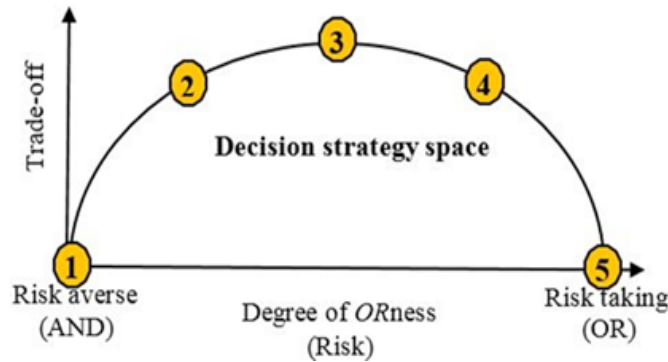 Trade-off
3
2
4
Decision strategy space
1
5
Risk averse
(AND)
Degree of ORness
(Risk)
Risk taking
(OR)